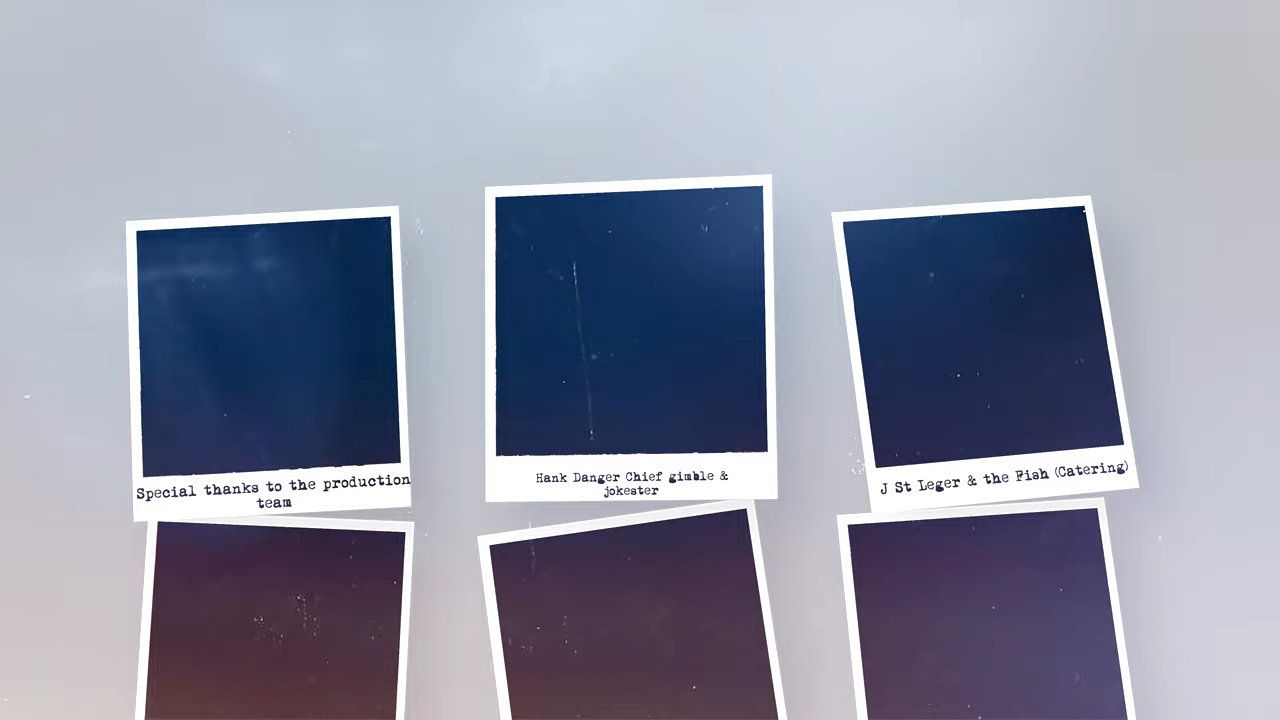 Special thanks to the production
team
Hank Danger Chief gimble &
jokester
J St Leger & the Fish (Catering)